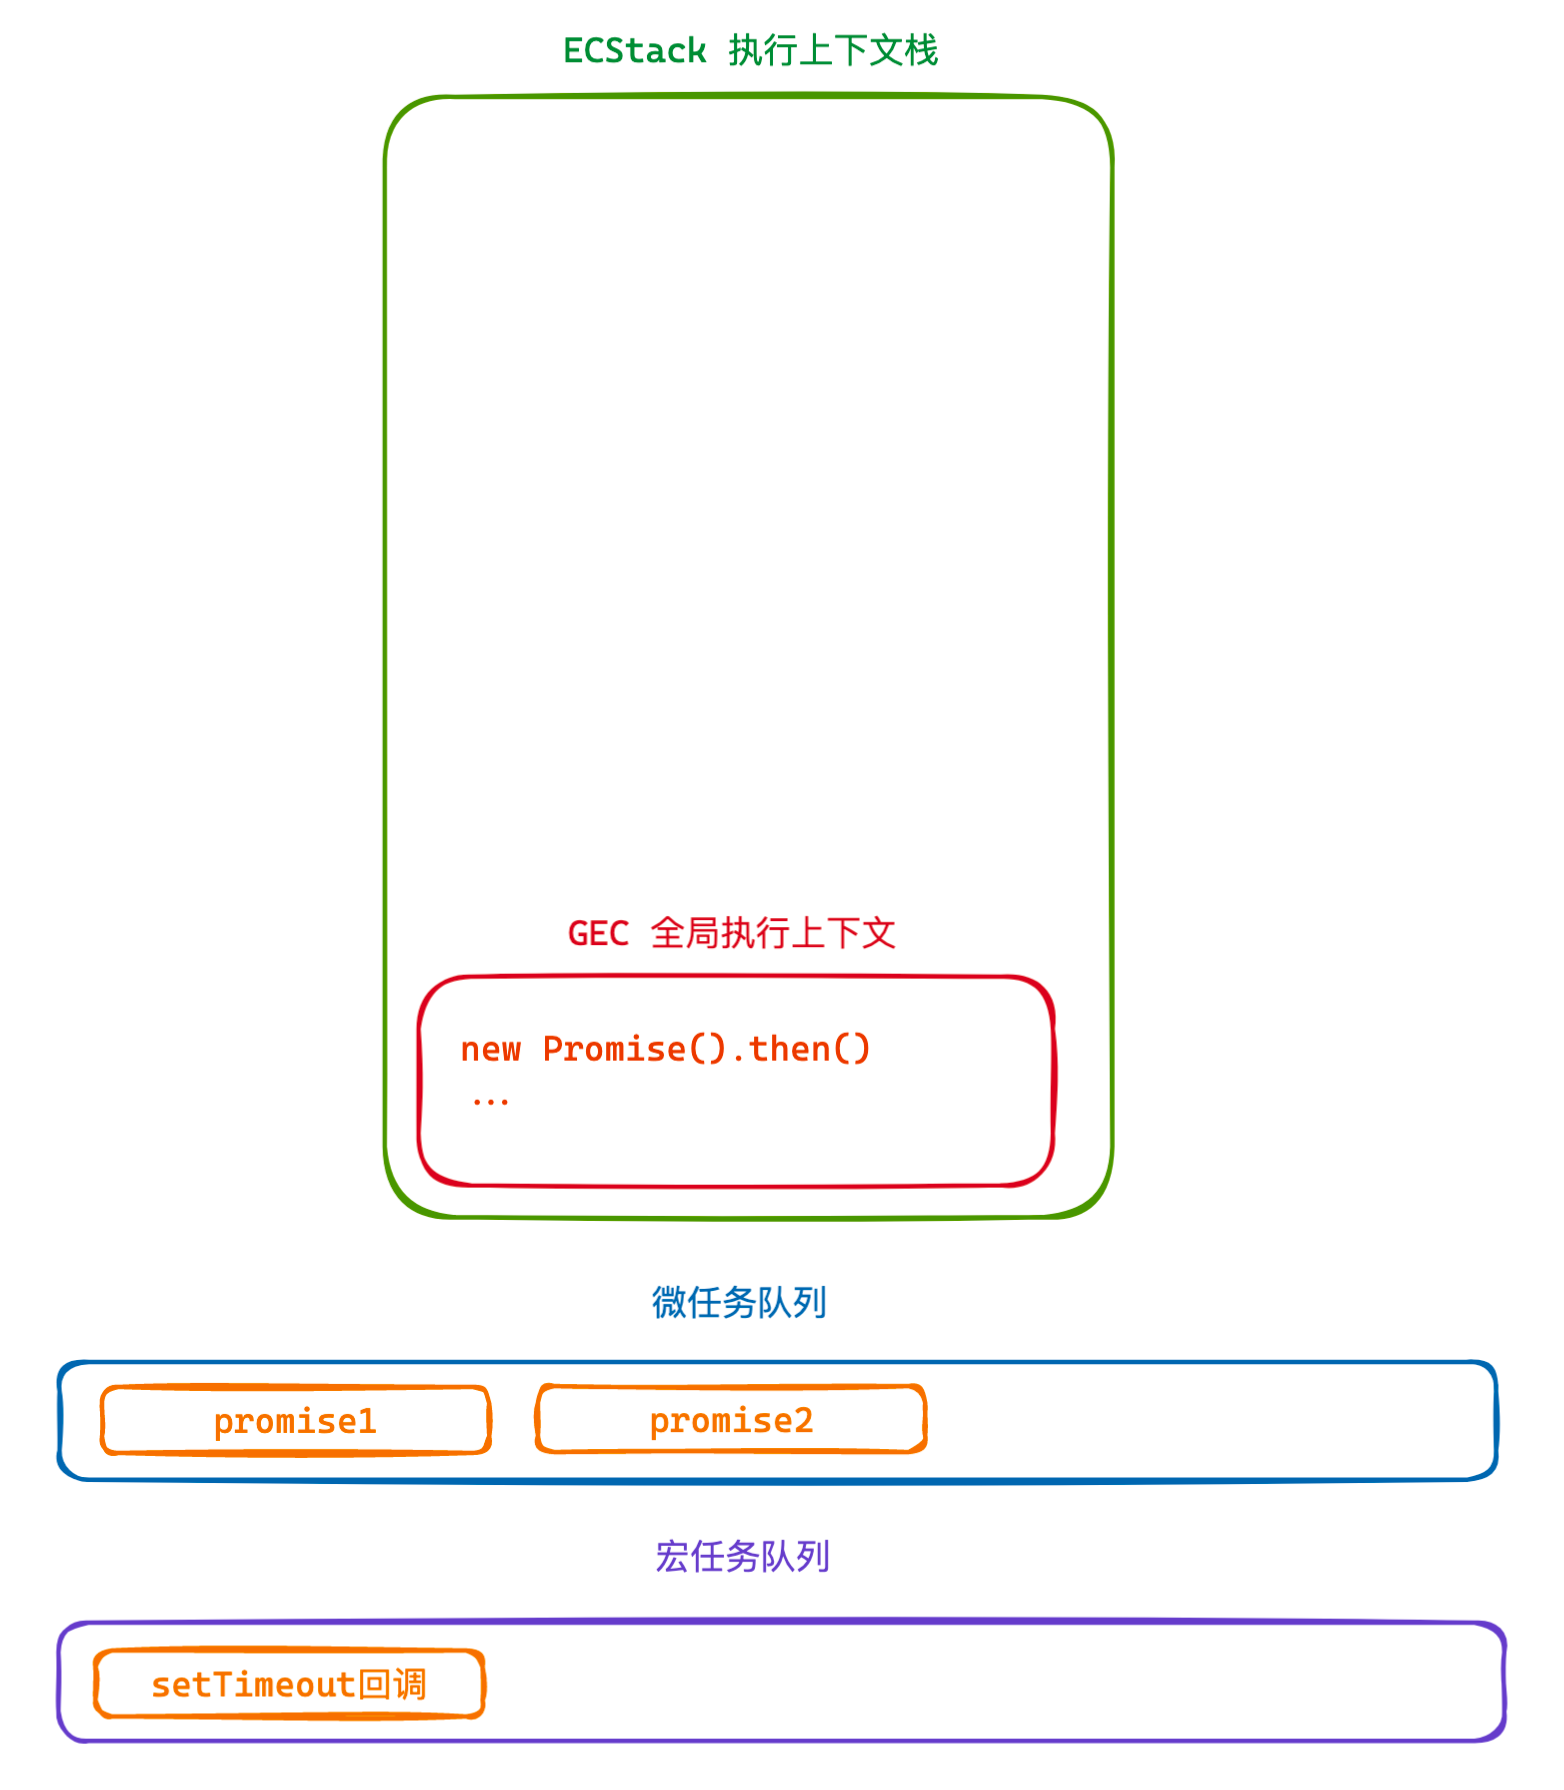 ECStack 执行上下文栈
GEC 全局执行上下文
new Promise().then()
...
微任务队列
promise1
promise2
宏任务队列
setTimeout回调